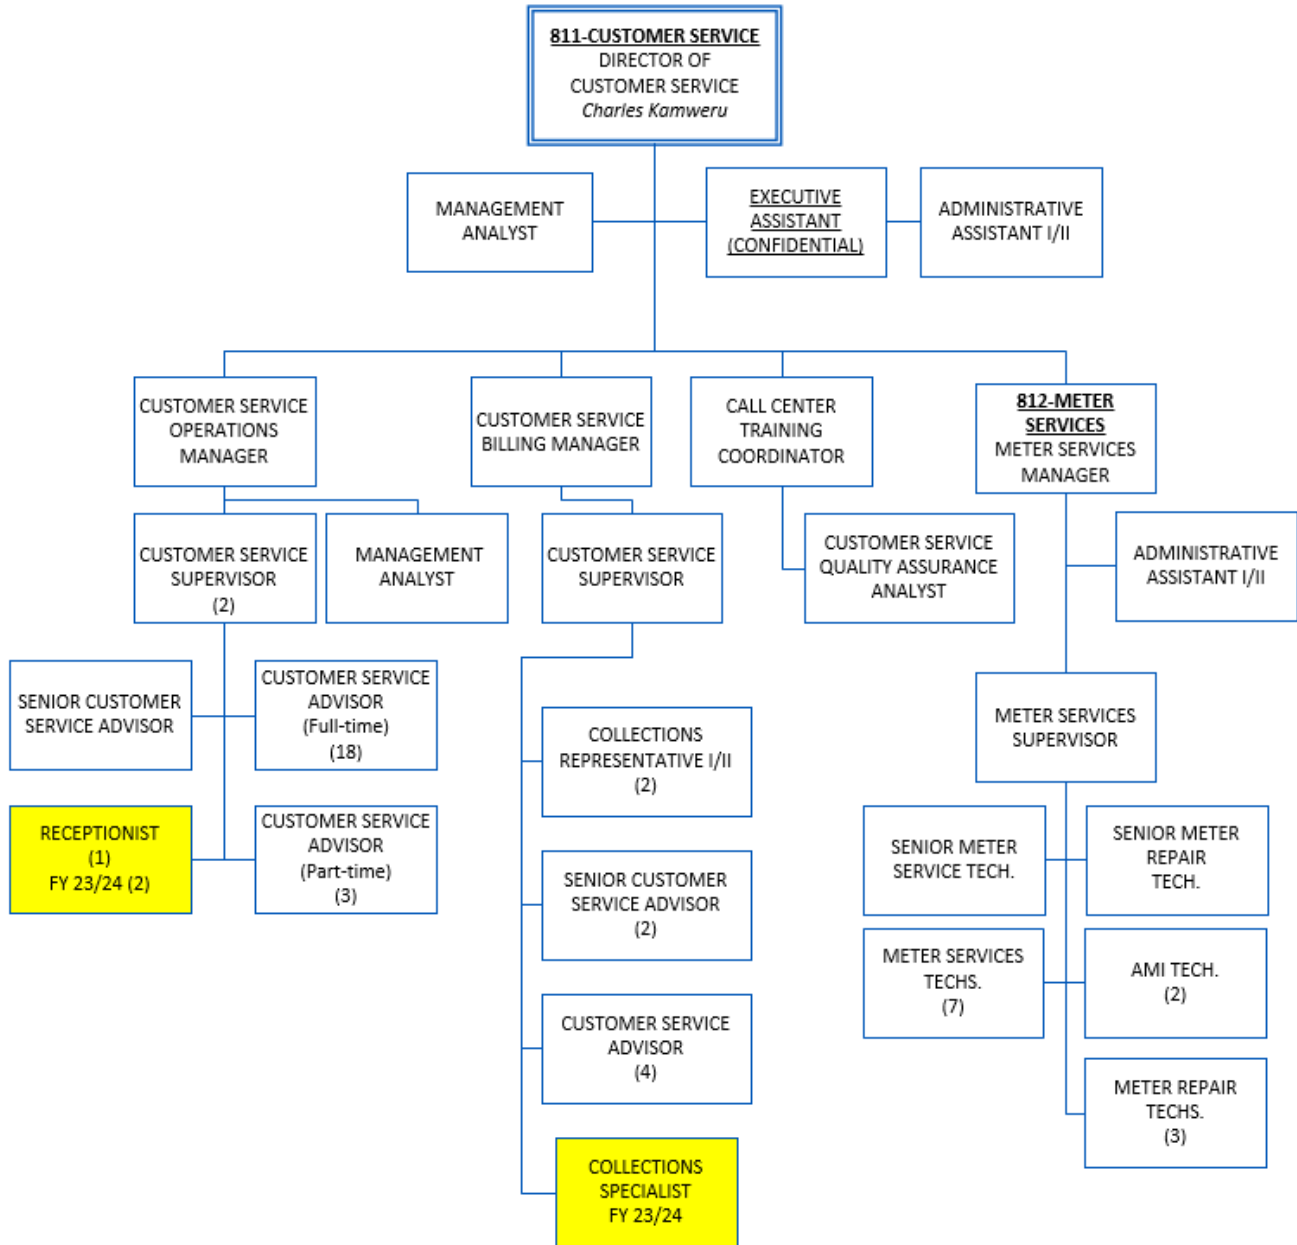 811-CUSTOMER SERVICE
DIRECTOR OF
CUSTOMER SERVICE
Charles Kamweru
MANAGEMENT
ANALYST
EXECUTIVE
ASSISTANT
(CONFIDENTIAL)
ADMINISTRATIVE
ASSISTANT I/II
CUSTOMER SERVICE
OPERATIONS
MANAGER
CUSTOMER SERVICE
BILLING MANAGER
CALL CENTER
TRAINING
COORDINATOR
812-METER
SERVICES
METER SERVICES
MANAGER
CUSTOMER SERVICE
SUPERVISOR
(2)
MANAGEMENT
ANALYST
CUSTOMER SERVICE
SUPERVISOR
CUSTOMER SERVICE
QUALITY ASSURANCE
ANALYST
ADMINISTRATIVE
ASSISTANT I/II
SENIOR CUSTOMER
SERVICE ADVISOR
CUSTOMER SERVICE
ADVISOR
(Full-time)
(18)
RECEPTIONIST
(1)
FY 23/24 (2)
CUSTOMER SERVICE
ADVISOR
(Part-time)
(3)
COLLECTIONS
REPRESENTATIVE I/II
(2)
SENIOR CUSTOMER
SERVICE ADVISOR
(2)
CUSTOMER SERVICE
ADVISOR
(4)
COLLECTIONS
SPECIALIST
FY 23/24
METER SERVICES
SUPERVISOR
SENIOR METER
SERVICE TECH.
SENIOR METER
REPAIR
TECH.
METER SERVICES
TECHS.
(7)
AMI TECH.
(2)
METER REPAIR
TECHS.
(3)